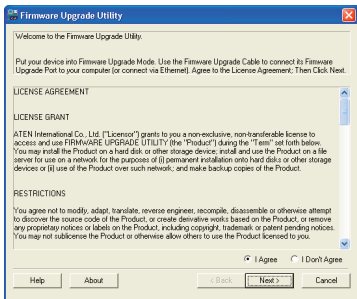 Firmware Upgrade Utility
Welcome to the Firmware Upgrade Utility.
Put your device into Firmware Upgrade Mode. Use the Firmware Upgrade Cable to connect its Firmware
Upgrade Port to your computer (or connect via Ethernet). Agree to the License Agreement; Then Click Next.
LICENSE AGREEMENT
LICENSE GRANT
ATEN International Co., Ltd. ("Licensor") grants to you a non-exclusive, non-transferable license to
access and use FIRMWARE UPGRADE UTILITY (the "Product") during the "Term" set forth below.
You may install the Product on a hard disk or other storage device; install and use the Product on a file
server for use on a network for the purposes of (i) permanent installation onto hard disks or other storage
devices or (ii) use of the Product over such network; and make backup copies of the Product.
RESTRICTIONS
You agree not to modify, adapt, translate, reverse engineer, recompile, disassemble or otherwise attempt
to discover the source code of the Product, or create derivative works based on the Product, or remove
any proprietary notices or labels on the Product, including copyright, trademark or patent pending notices.
You may not sublicense the Product or otherwise allow others to use the Product licensed to you.
I Agree I Don't Agree
Help About < Back Next > Cancel